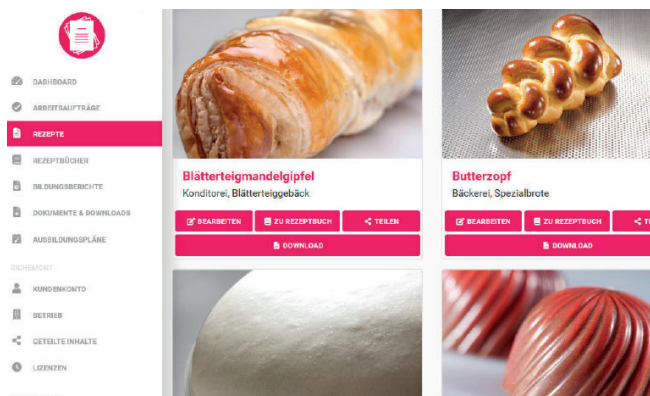 DASHBOARD
ARBEITSAUFTRÄGE
REZEPTE
REZEPTBÜCHER
BILDUNGSBERICHTE
DOKUMENTE & DOWNLOADS
AUSBILDUNGSPLÄNE
RICHEMONT
KUNDENKONTO
BETRIEB
GETEILTE INHALTE
LIZENZEN
Blätterteigmandelgipfel
Konditorei, Blätterteiggebäck
BEARBEITEN ZU REZEPTBUCH TEILEN
DOWNLOAD
Butterzopf
Bäckerei, Spezialbrote
BEARBEITEN ZU REZEPTBUCH
DOWNLOAD